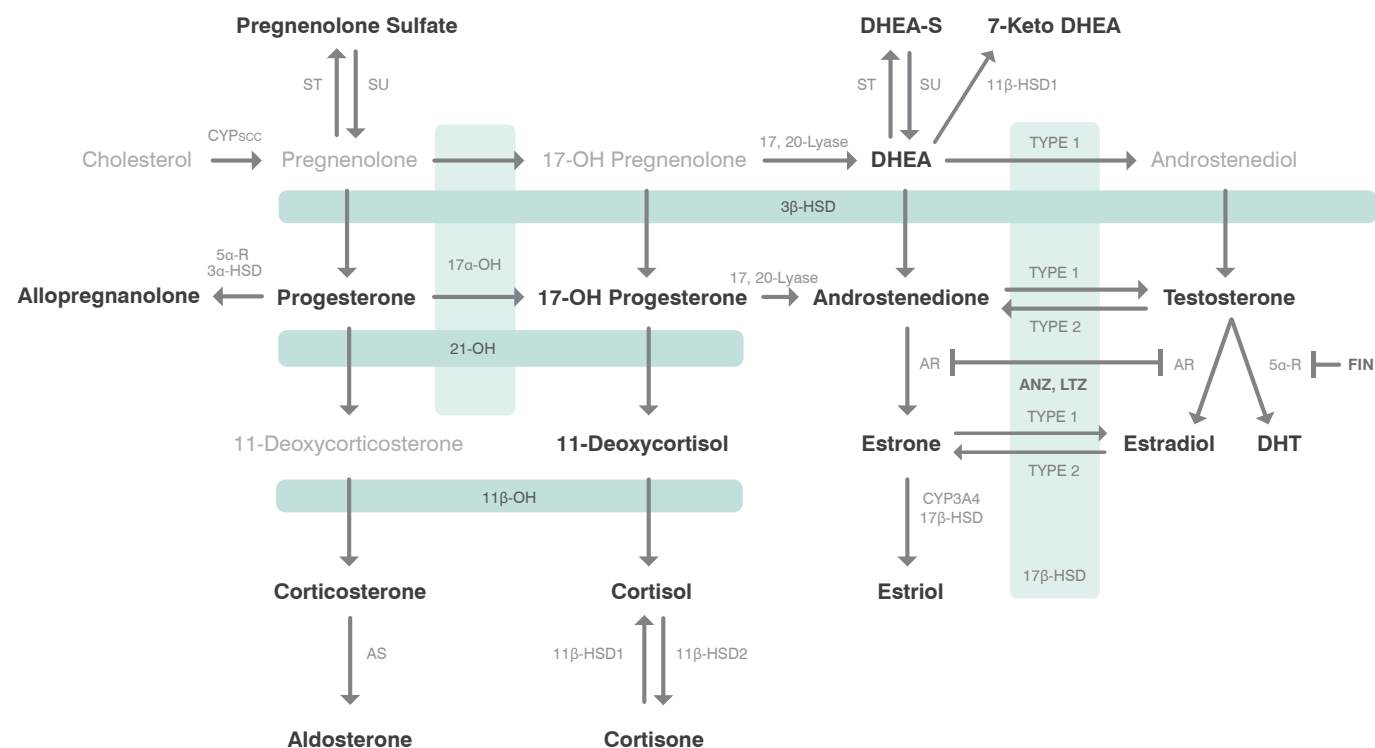 Pregnenolone Sulfate
DHEA-S
7-Keto DHEA
ST
SU
ST
SU
11β-HSD1
CYPSCC
17, 20-Lyase
TYPE 1
Cholesterol
Pregnenolone
17-OH Pregnenolone
DHEA
Androstenediol
3β-HSD
5α-R
3α-HSD
17α-OH
17, 20-Lyase
TYPE 1
Allopregnanolone
Progesterone
17-OH Progesterone
Androstenedione
Testosterone
TYPE 2
21-OH
AR
AR
5α-R
FIN
ANZ, LTZ
TYPE 1
11-Deoxycorticosterone
11-Deoxycortisol
Estrone
Estradiol
DHT
TYPE 2
11β-OH
CYP3A4
17β-HSD
17β-HSD
Corticosterone
Cortisol
Estriol
AS
11β-HSD1
11β-HSD2
Aldosterone
Cortisone